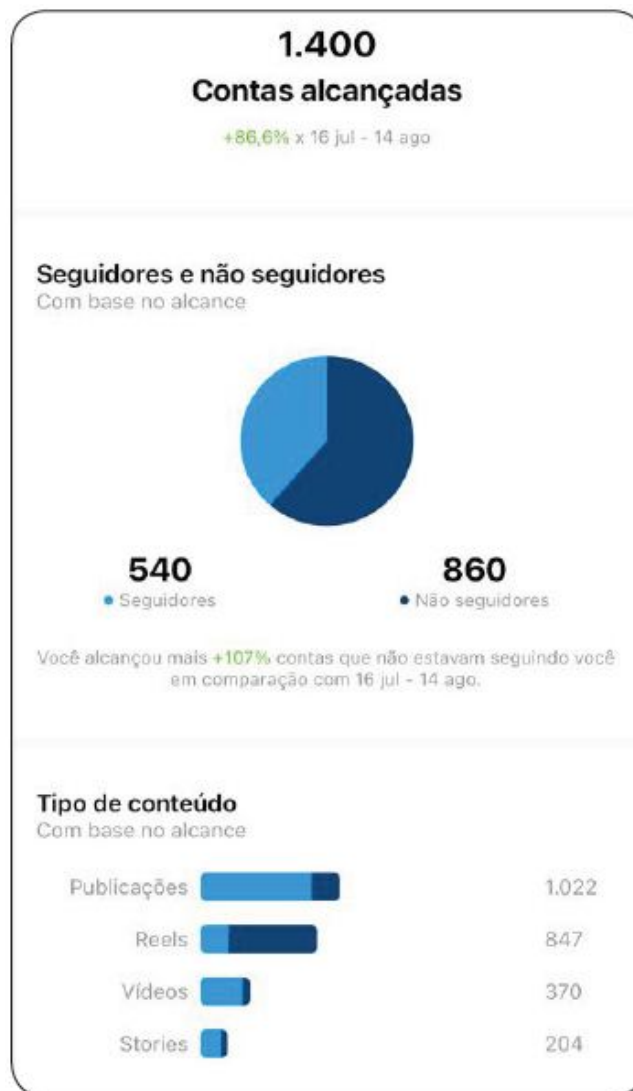 1.400
Contas alcançadas
+86,6% x 16 jul - 14 ago
Seguidores e não seguidores
Com base no alcance
540
Seguidores
860
Não seguidores
Você alcançou mais +107% contas que não estavam seguindo você
em comparação com 16 jul - 14 ago.
Tipo de conteúdo
Com base no alcance
Publicações 1.022
Reels 847
Vídeos 370
Stories 204